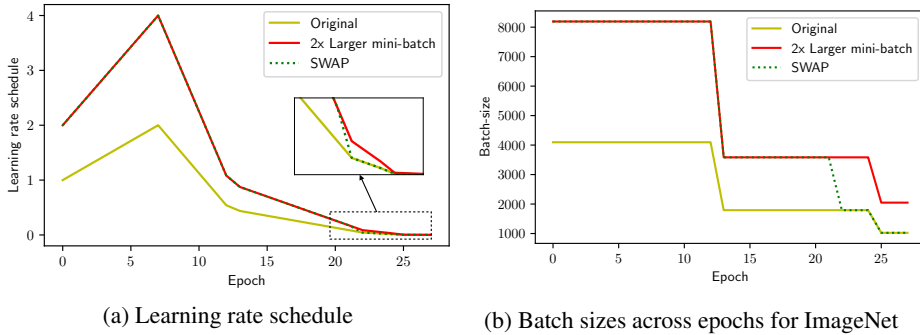 Learning rate schedule
4
3
2
1
0
0
5
10
15
20
25
Epoch
Original
2x Larger mini-batch
SWAP
(a) Learning rate schedule
Batch-size
8000
7000
6000
5000
4000
3000
2000
1000
0
5
10
15
20
25
Epoch
Original
2x Larger mini-batch
SWAP
(b) Batch sizes across epochs for ImageNet